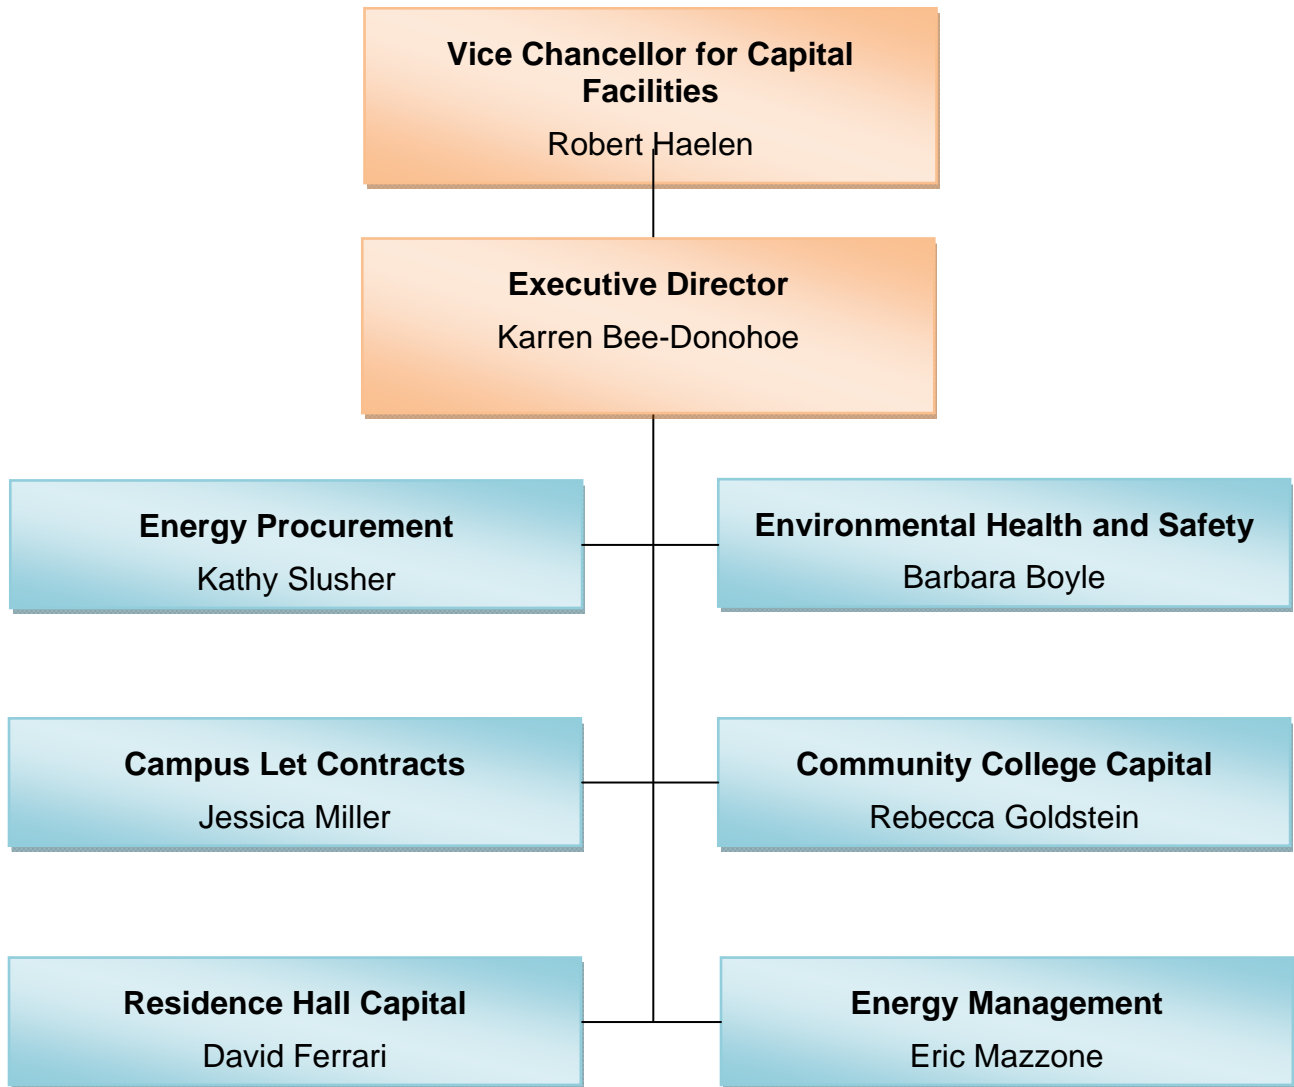 Vice Chancellor for Capital
Facilities
Robert Haelen
Executive Director
Karren Bee-Donohoe
Energy Procurement
Kathy Slusher
Environmental Health and Safety
Barbara Boyle
Campus Let Contracts
Jessica Miller
Community College Capital
Rebecca Goldstein
Residence Hall Capital
David Ferrari
Energy Management
Eric Mazzone